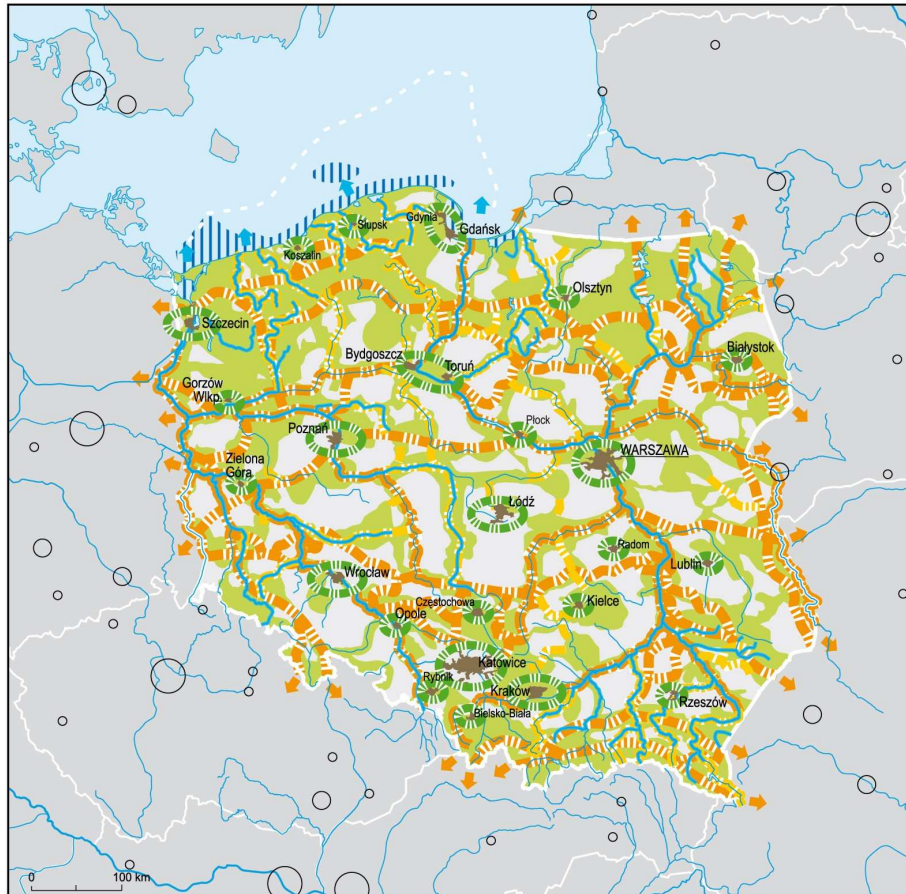 Gdynia
Gdańsk
Słupsk
Koszalin
Olsztyn
Szczecin
Białystok
Bydgoszcz
Toruń
Gorzów
Wlkp.
Płock
Poznań
WARSZAWA
Zielona
Góra
Łódź
Radom
Lublin
Wrocław
Częstochowa
Kielce
Opole
Katowice
Rybnik
Kraków
Rzeszów
Bielsko-Biała
0 100 km